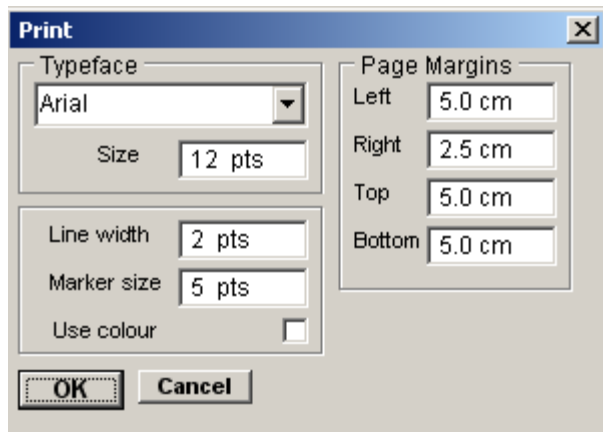 Print
Typeface
Arial
Size 12 pts
Line width 2 pts
Marker size 5 pts
Use colour
Page Margins
Left 5.0 cm
Right 2.5 cm
Top 5.0 cm
Bottom 5.0 cm
OK Cancel